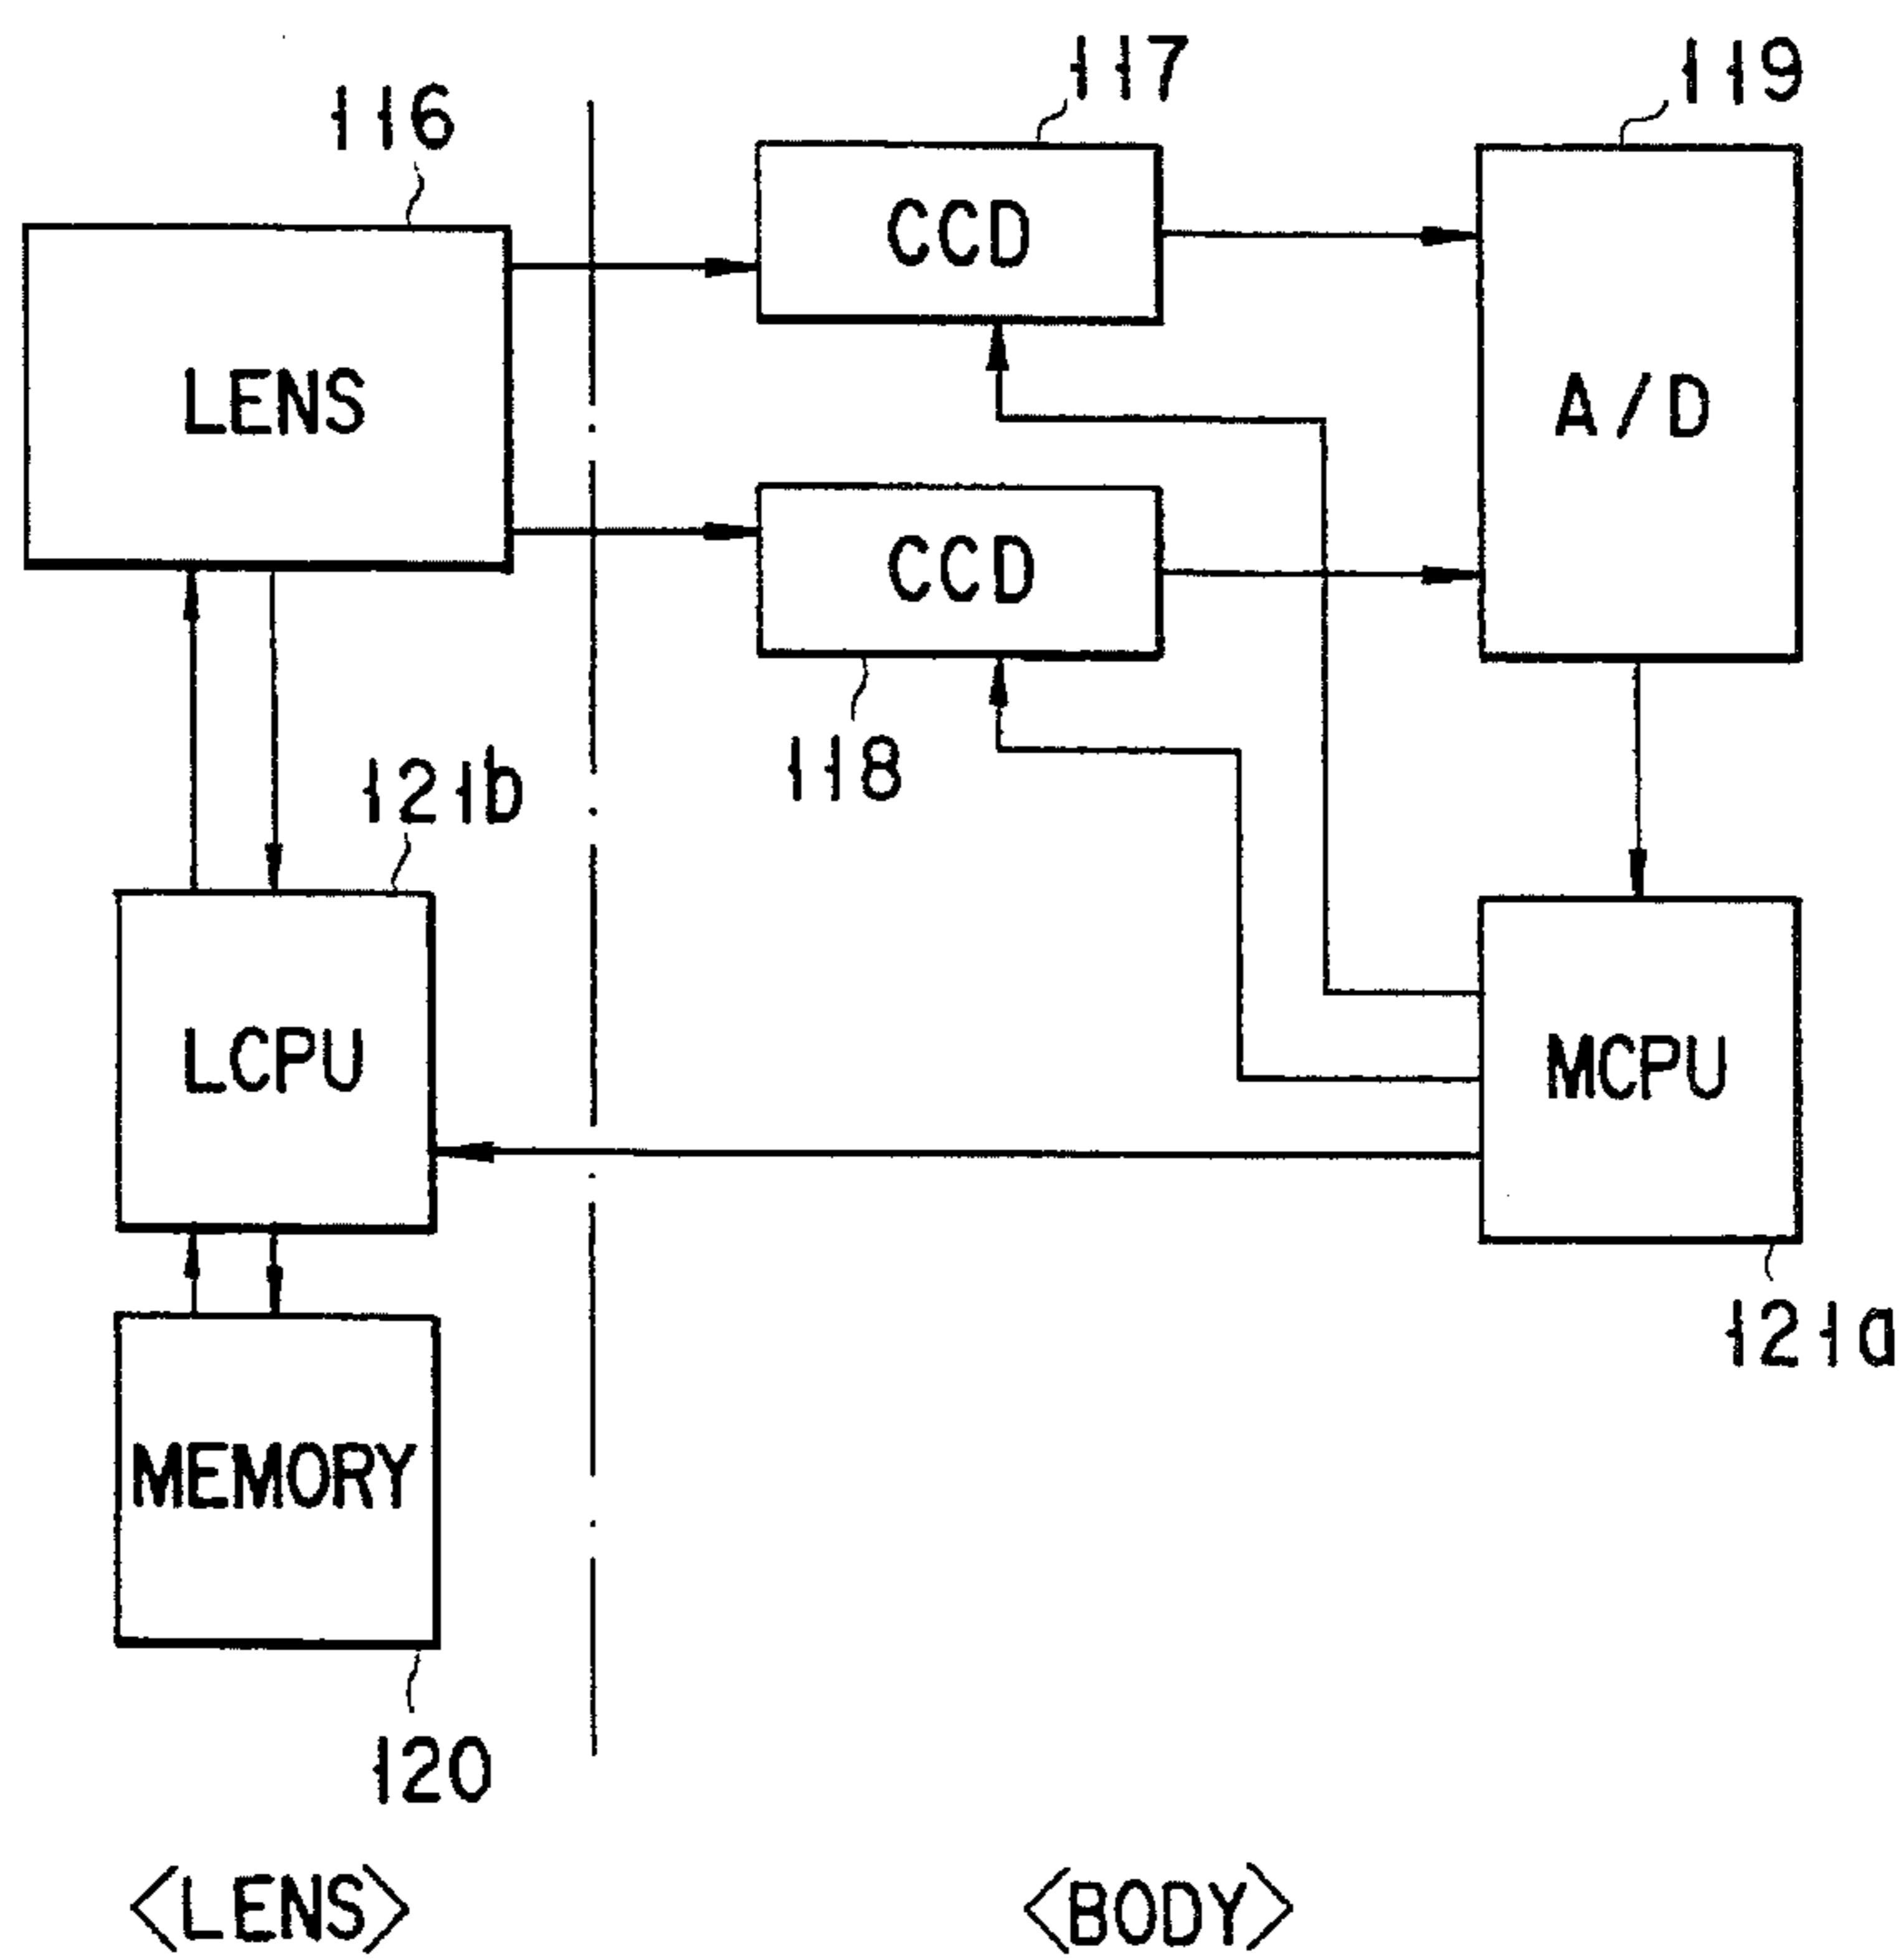 117
119
116
CCD
LENS
A/D
CCD
118
121b
LCPU
MCPU
121a
MEMORY
120
<LENS>
<BODY>